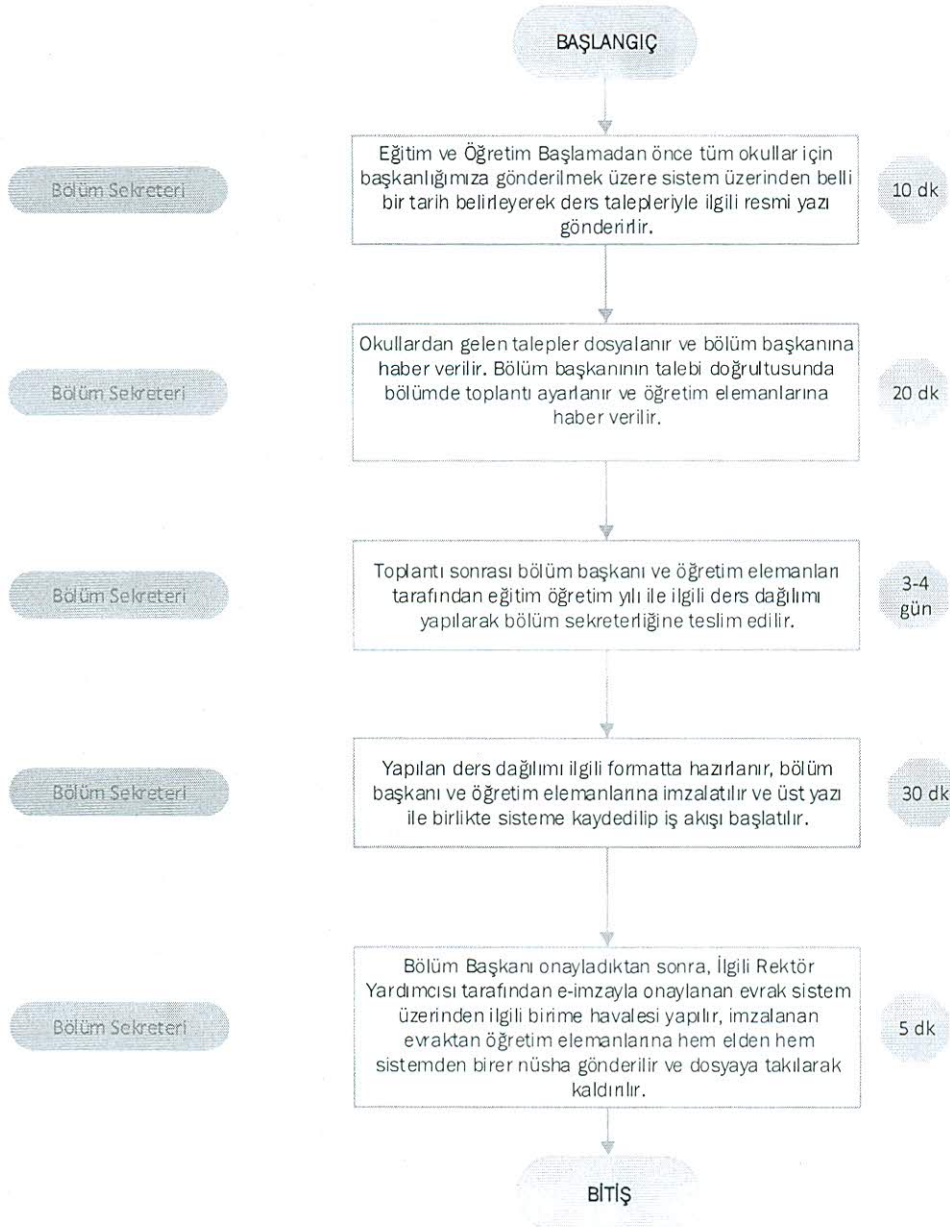 BAŞLANGIÇ
Bölüm Sekreteri
Eğitim ve Öğretim Başlamadan önce tüm okullar için
başkanlığımıza gönderilmek üzere sistem üzerinden belli
bir tarih belirleyerek ders talepleriyle ilgili resmi yazı
gönderirlir.
10 dk
Bölüm Sekreteri
Okullardan gelen talepler dosyalanır ve bölüm başkanına
haber verilir. Bölüm başkanının talebi doğrultusunda
bölümde toplantı ayarlanır ve öğretim elemanlarına
haber verilir.
20 dk
Bölüm Sekreteri
Toplantı sonrası bölüm başkanı ve öğretim elemanları
tarafından eğitim öğretim yılı ile ilgili ders dağılımı
yapılarak bölüm sekreterliğine teslim edilir.
3-4
gün
Bölüm Sekreteri
Yapılan ders dağılımı ilgili formatta hazırlanır, bölüm
başkanı ve öğretim elemanlarına imzalatılır ve üst yazı
ile birlikte sisteme kaydedilip iş akışı başlatılır.
30 dk
Bölüm Sekreteri
Bölüm Başkanı onayladıktan sonra, İlgili Rektör
Yardımcısı tarafından e-imzayla onaylanan evrak sistem
üzerinden ilgili birime havalesi yapılır, imzalanan
evraktan öğretim elemanlarına hem elden hem
sistemden birer nüsha gönderilir ve dosyaya takılarak
kaldırılır.
5 dk
BİTİŞ